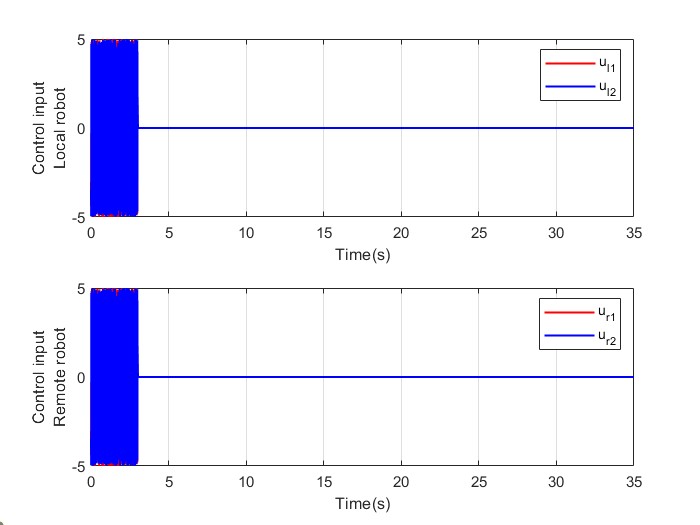 Control input
Local robot
5
0
-5
u_l1
u_l2
0 5 10 15 20 25 30 35
Time(s)
Control input
Remote robot
5
0
-5
u_r1
u_r2
0 5 10 15 20 25 30 35
Time(s)